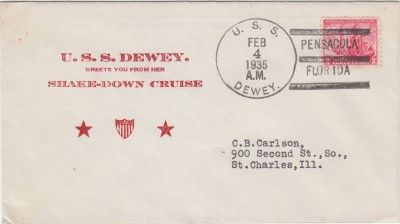 U. S. S. DEWEY.
GREETS YOU FROM HER
SHAKE-DOWN CRUISE
U. S. S.
FEB
4
1935
A.M.
DEWEY.
PENSACOLA
FLORIDA
C.B.Carlson,
900 Second St.,So.,
St.Charles,Ill.